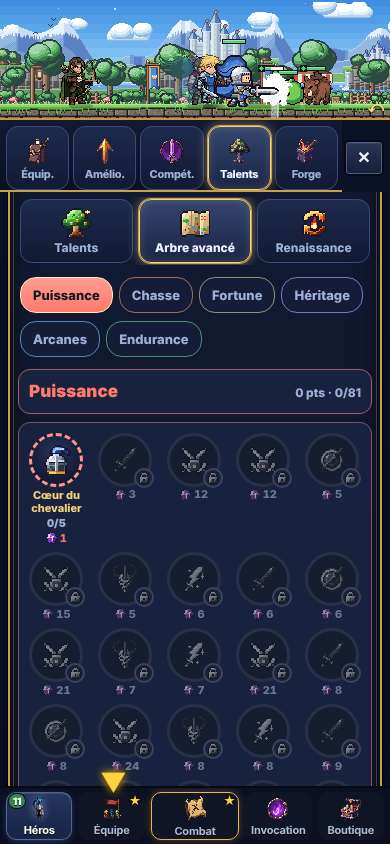 Équip.
Amélio.
Compét.
Talents
Forge
×
Talents
Arbre avancé
Renaissance
Puissance
Chasse
Fortune
Héritage
Arcanes
Endurance
Puissance
0 pts · 0/81
Cœur du
chevalier
0/5
1
3
12
12
5
15
5
6
6
6
21
7
7
21
8
8
24
8
8
9
11
Héros
Équipe
Combat
Invocation
Boutique